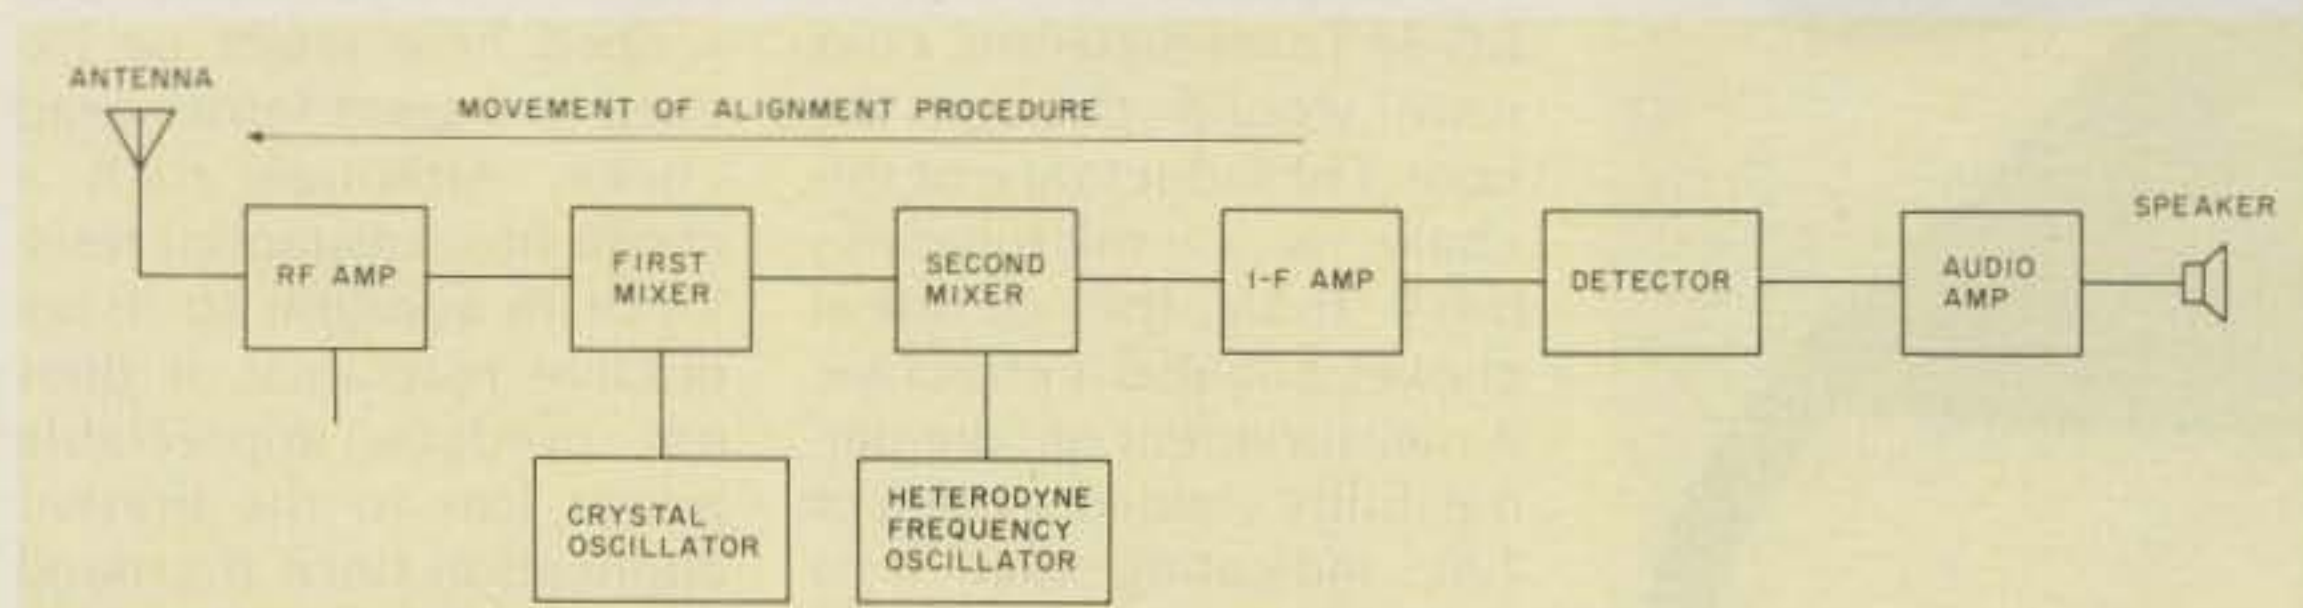 ANTENNA
MOVEMENT OF ALIGNMENT PROCEDURE
SPEAKER
RF AMP
FIRST
MIXER
SECOND
MIXER
I-F AMP
DETECTOR
AUDIO
AMP
CRYSTAL
OSCILLATOR
HETERODYNE
FREQUENCY
OSCILLATOR